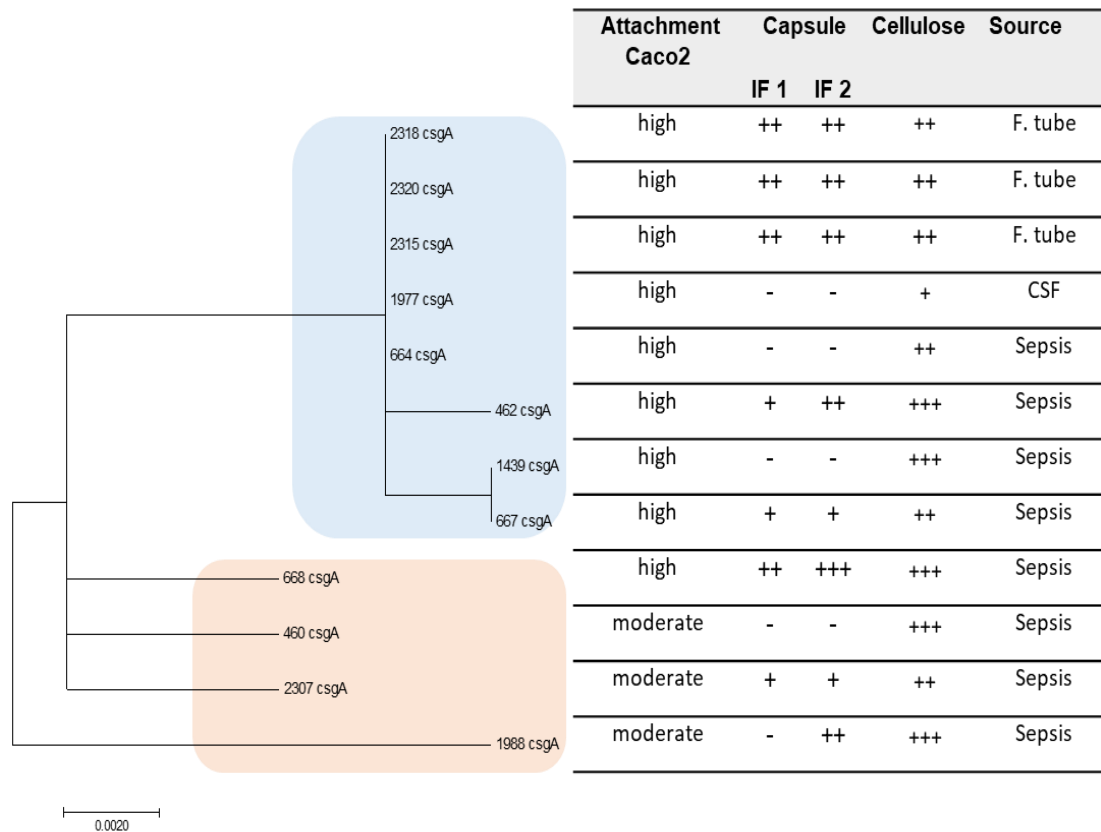 Attachment Capsule Cellulose Source
Caco2
IF 1 IF 2
2318 csgA high ++ ++ ++ F. tube
2320 csgA high ++ ++ ++ F. tube
2315 csgA high ++ ++ ++ F. tube
1977 csgA high - - + CSF
664 csgA high - - ++ Sepsis
462 csgA high + ++ +++ Sepsis
1439 csgA high - - +++ Sepsis
667 csgA high + + ++ Sepsis
668 csgA high ++ +++ +++ Sepsis
460 csgA moderate - - +++ Sepsis
2307 csgA moderate + + ++ Sepsis
1988 csgA moderate - ++ +++ Sepsis
0.0020